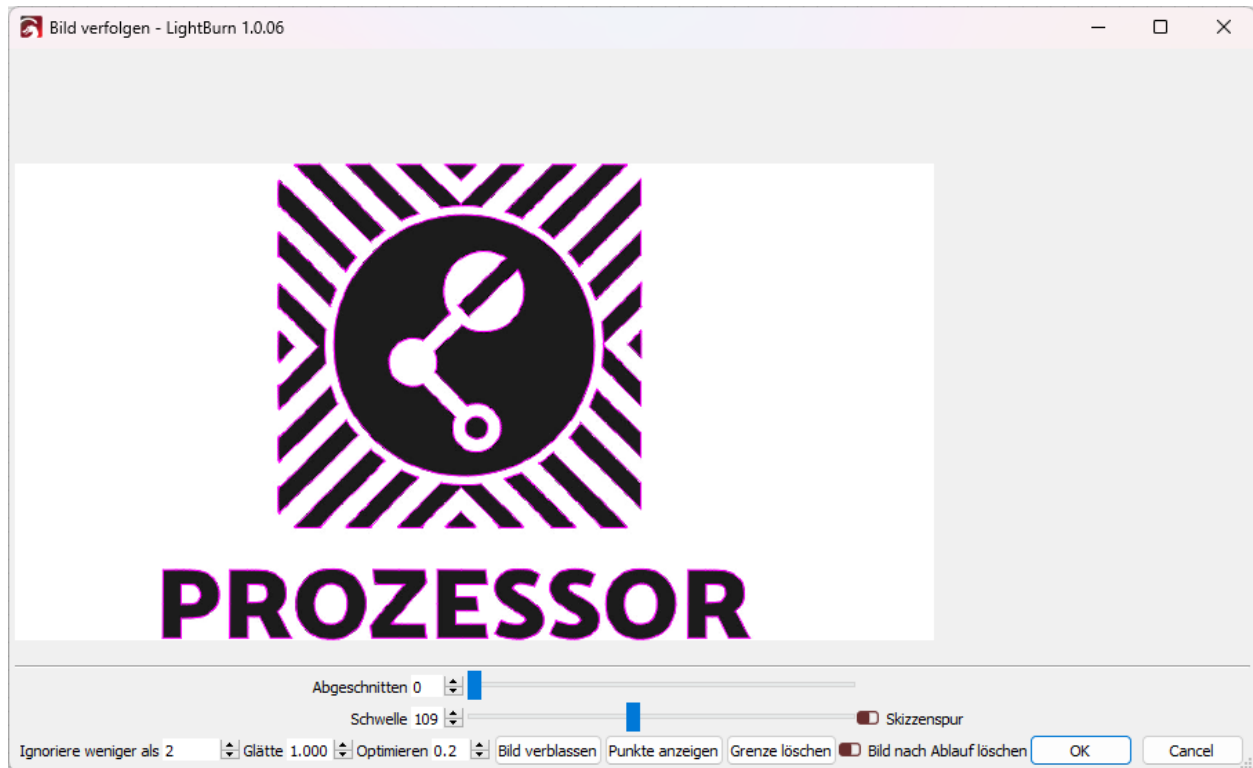 Bild verfolgen - LightBurn 1.0.06
PROZESSOR
Abgeschnitten 0
Schwelle 109 Skizzenspur
Ignoriere weniger als 2 Glätte 1.000 Optimieren 0.2 Bild verblassen Punkte anzeigen Grenze löschen Bild nach Ablauf löschen OK Cancel